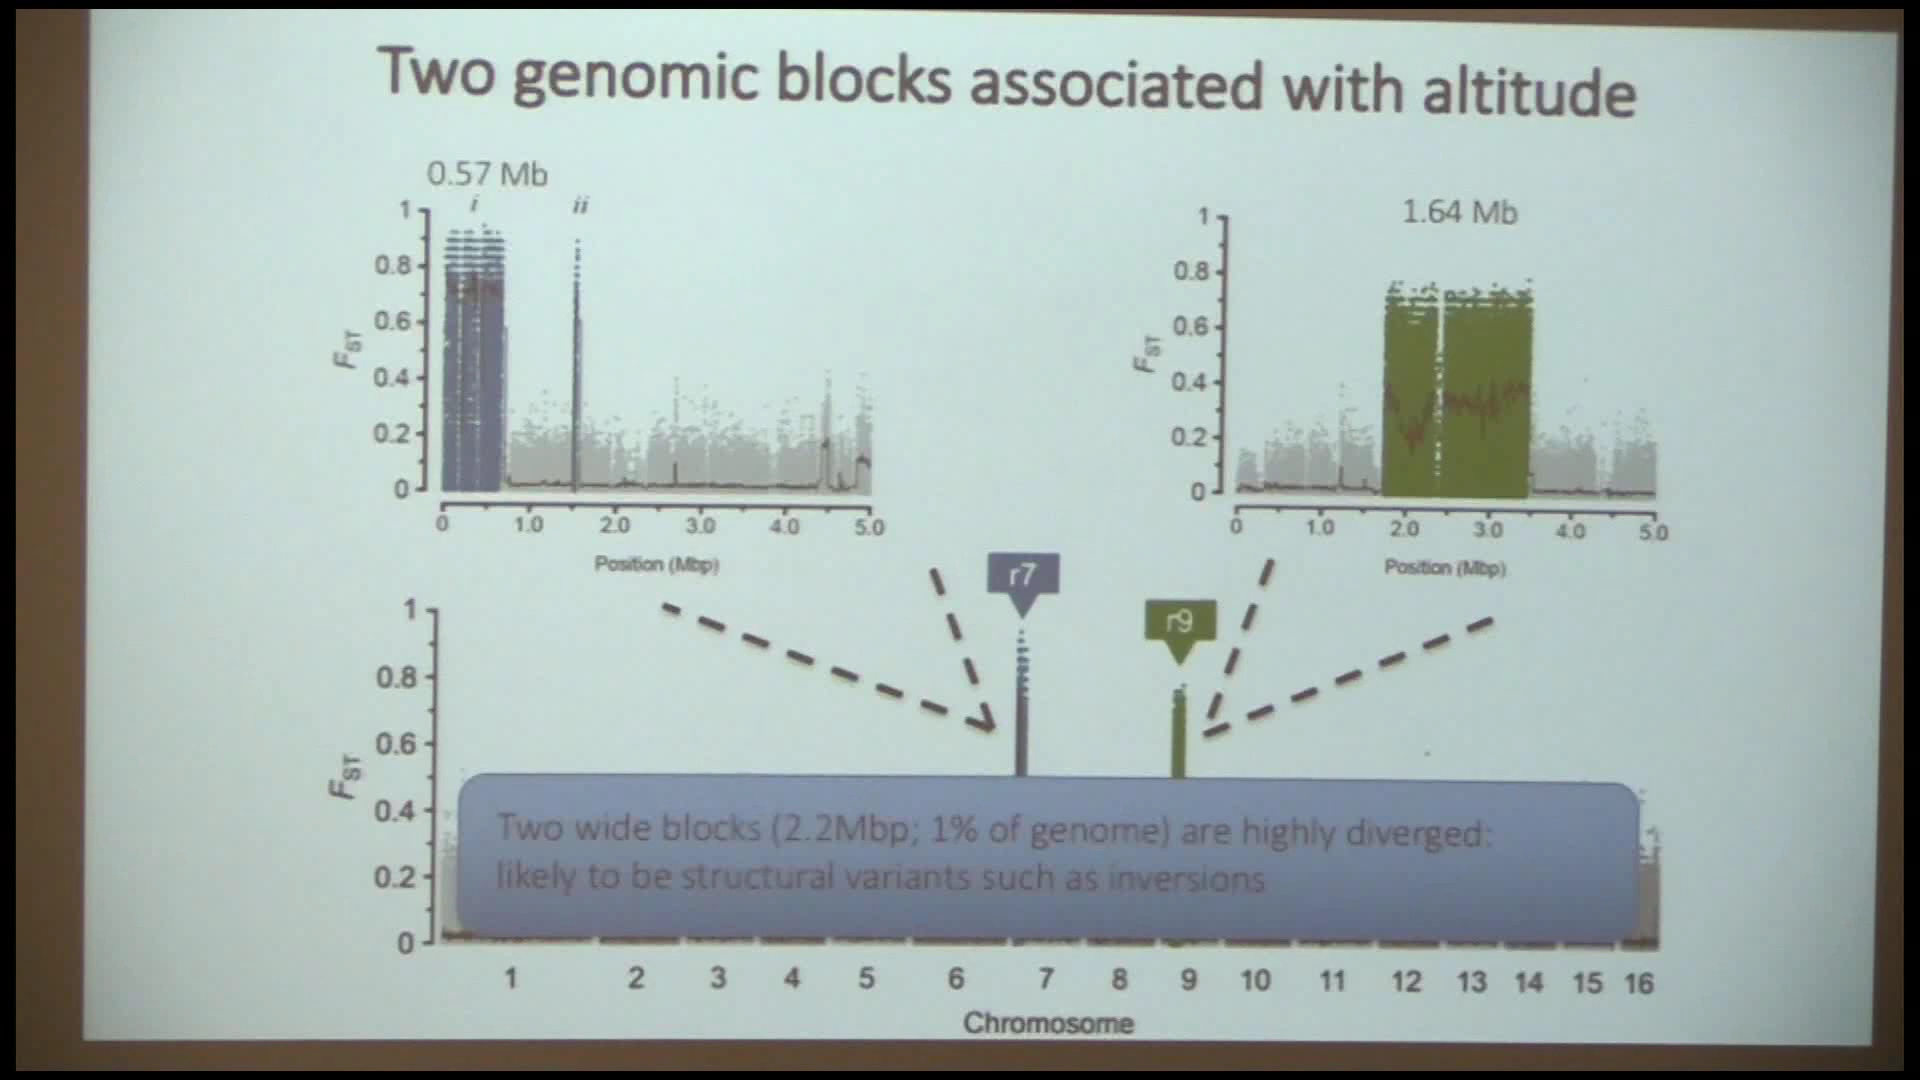 Two genomic blocks associated with altitude
0.57 Mb
i ii
1
0.8
0.6
0.4
0.2
0
FST
0 1.0 2.0 3.0 4.0 5.0
Position (Mbp)
1.64 Mb
1
0.8
0.6
0.4
0.2
0
FST
0 1.0 2.0 3.0 4.0 5.0
Position (Mbp)
r7
r9
1
0.8
0.6
0.4
0.2
0
FST
Two wide blocks (2.2Mbp; 1% of genome) are highly diverged:
likely to be structural variants such as inversions
1 2 3 4 5 6 7 8 9 10 11 12 13 14 15 16
Chromosome